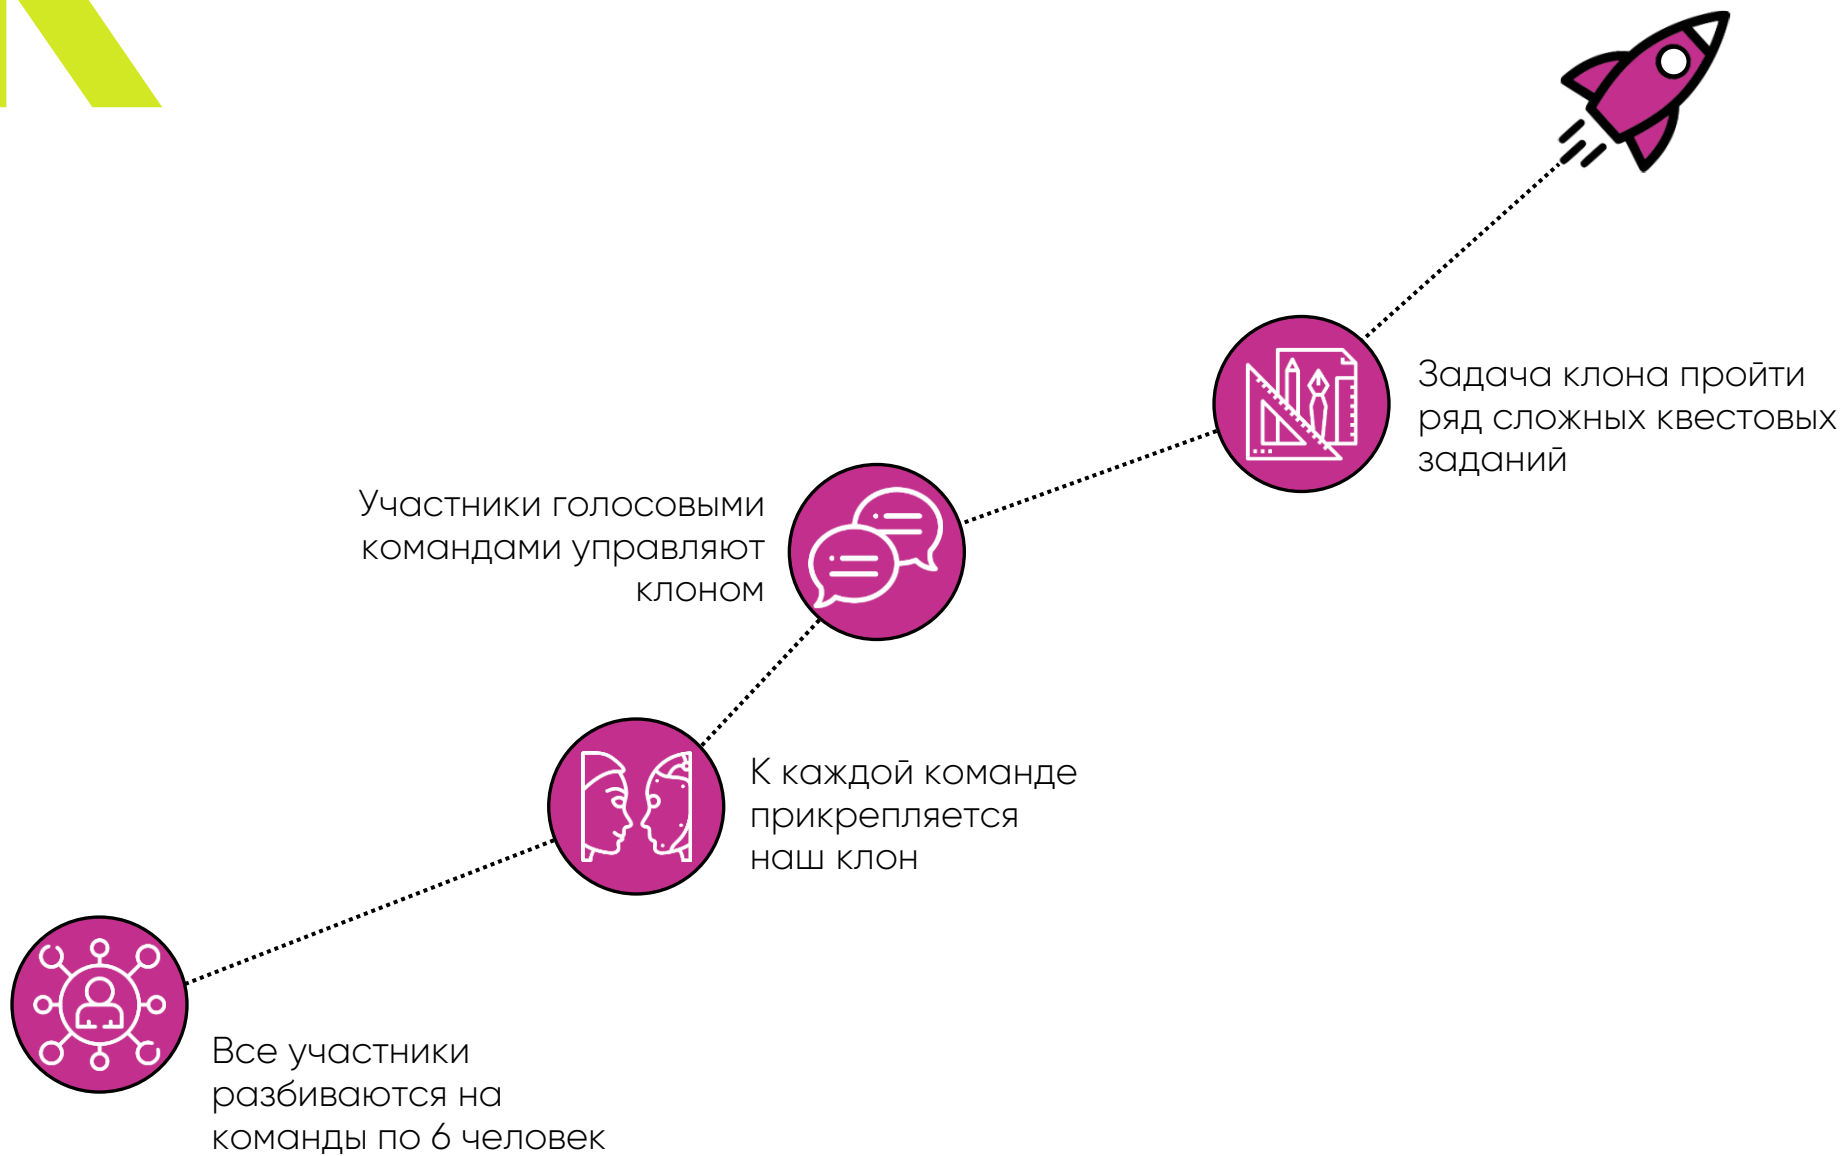 Задача клона пройти
ряд сложных квестовых
заданий
Участники голосовыми
командами управляют
клоном
К каждой команде
прикрепляется
наш клон
Все участники
разбиваются на
команды по 6 человек